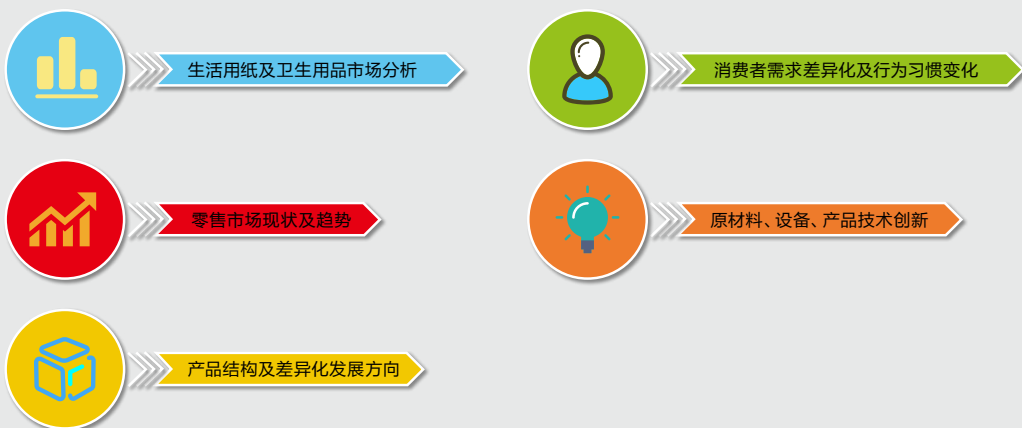 生活用纸及卫生用品市场分析
消费者需求差异化及行为习惯变化
零售市场现状及趋势
原材料、设备、产品技术创新
产品结构及差异化发展方向